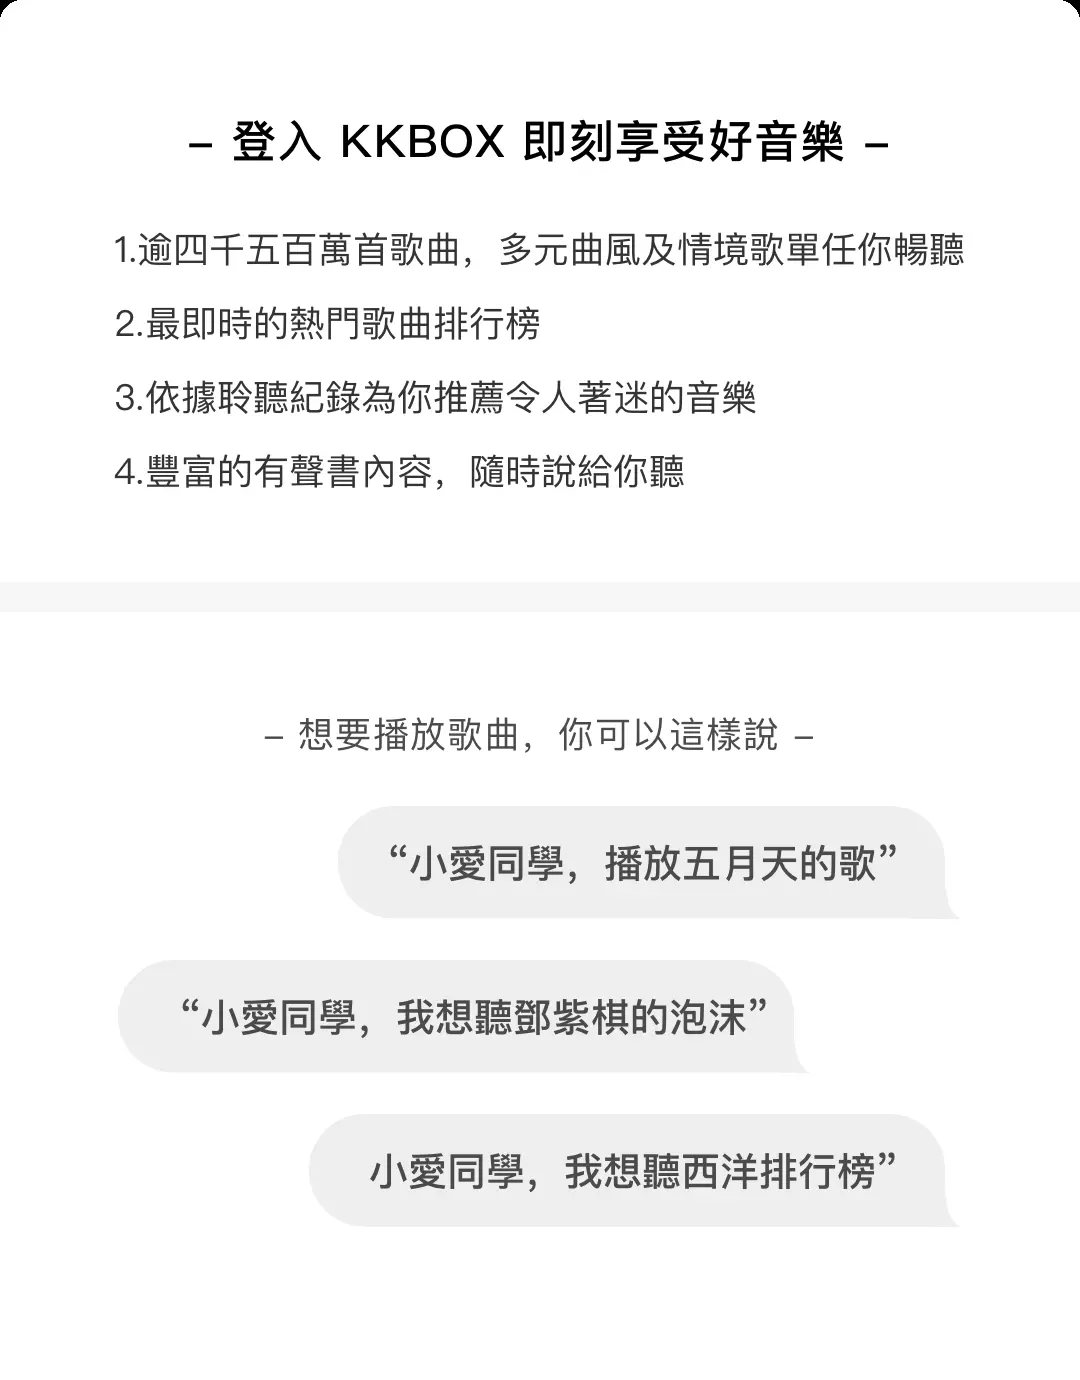 – 登入 KKBOX 即刻享受好音樂 –
1.逾四千五百萬首歌曲，多元曲風及情境歌單任你暢聽
2.最即時的熱門歌曲排行榜
3.依據聆聽紀錄為你推薦令人著迷的音樂
4.豐富的有聲書內容，隨時說給你聽
– 想要播放歌曲，你可以這樣說 –
“小愛同學，播放五月天的歌”
“小愛同學，我想聽鄧紫棋的泡沫”
小愛同學，我想聽西洋排行榜”